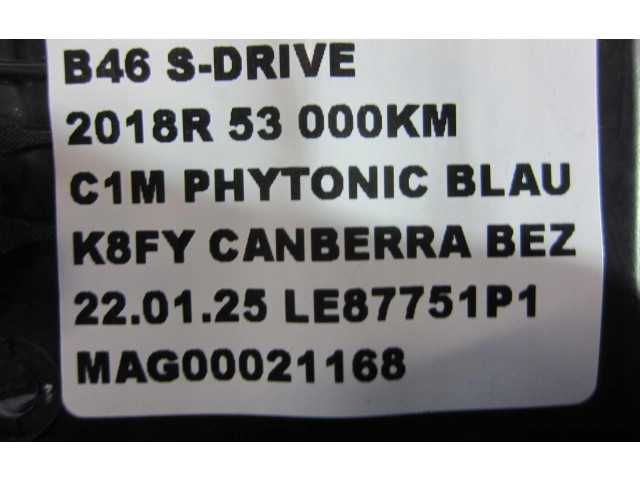 B46 S-DRIVE
2018R 53 000KM
C1M PHYTONIC BLAU
K8FY CANBERRA BEZ
22.01.25 LE87751P1
MAG00021168